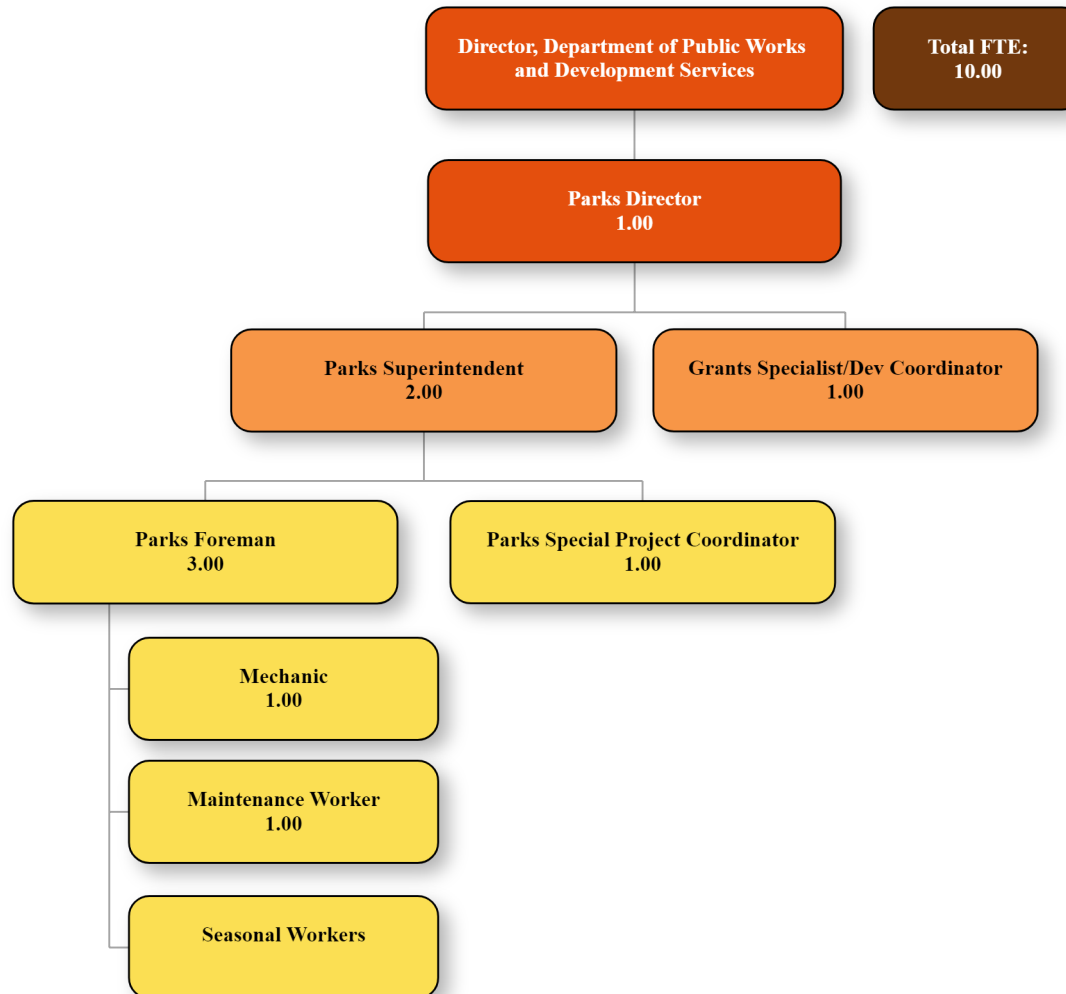 Director, Department of Public Works
and Development Services
Total FTE:
10.00
Parks Director
1.00
Parks Superintendent
2.00
Grants Specialist/Dev Coordinator
1.00
Parks Foreman
3.00
Parks Special Project Coordinator
1.00
Mechanic
1.00
Maintenance Worker
1.00
Seasonal Workers